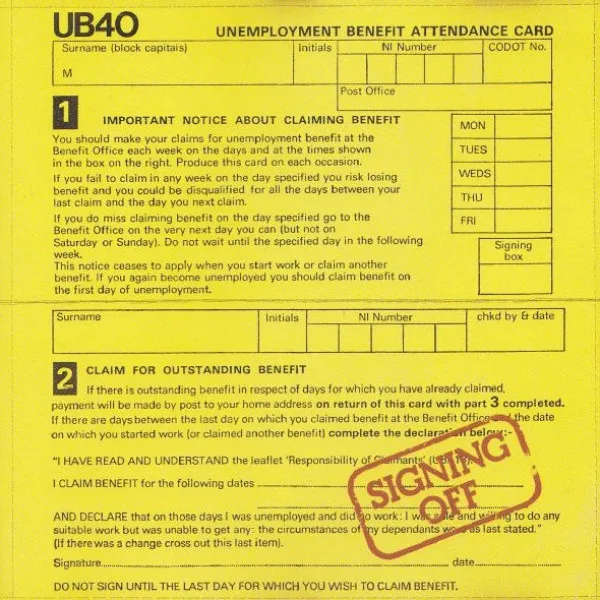 UB40
UNEMPLOYMENT BENEFIT ATTENDANCE CARD
Surname (block capitals)
Initials
NI Number
CODOT No.
M
Post Office
1
IMPORTANT NOTICE ABOUT CLAIMING BENEFIT
You should make your claims for unemployment benefit at the
Benefit Office each week on the days and at the times shown
in the box on the right. Produce this card on each occasion.
If you fail to claim in any week on the day specified you risk losing
benefit and you could be disqualified for all the days between your
last claim and the day you next claim.
If you do miss claiming benefit on the day specified go to the
Benefit Office on the very next day you can (but not on
Saturday or Sunday). Do not wait until the specified day in the following
week.
This notice ceases to apply when you start work or claim another
benefit. If you again become unemployed you should claim benefit on
the first day of unemployment.
MON
TUES
WEDS
THU
FRI
Signing
box
Surname
Initials
NI Number
chkd by & date
2
CLAIM FOR OUTSTANDING BENEFIT
If there is outstanding benefit in respect of days for which you have already claimed,
payment will be made by post to your home address on return of this card with part 3 completed.
If there are days between the last day on which you claimed benefit at the Benefit Office the date
on which you started work (or claimed another benefit) complete the declaration below:-
"I HAVE READ AND UNDERSTAND the leaflet 'Responsibility of Claimants'
I CLAIM BENEFIT for the following dates
AND DECLARE that on those days I was unemployed and did no work: I was able and willing to do any
suitable work but was unable to get any: the circumstances of my dependants as last stated."
(If there was a change cross out this last item).
Signature
date
DO NOT SIGN UNTIL THE LAST DAY FOR WHICH YOU WISH TO CLAIM BENEFIT.
SIGNING
OFF